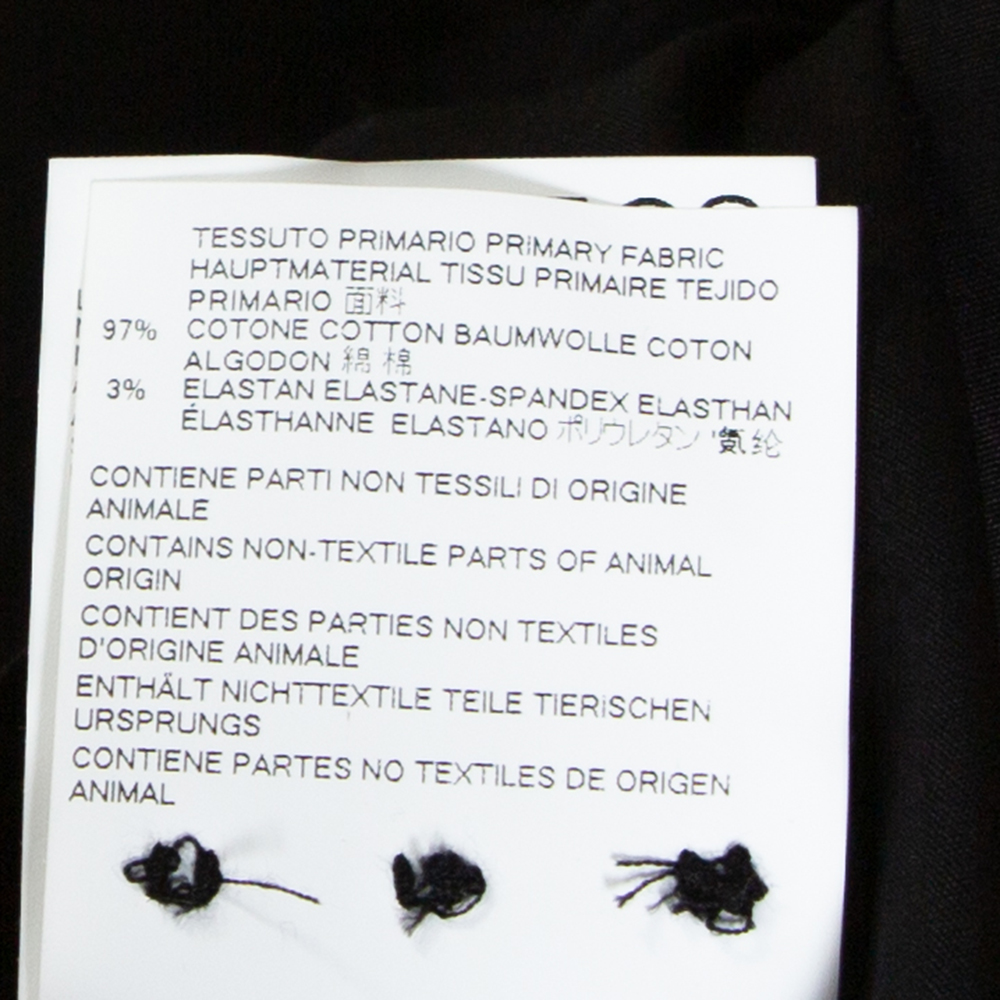 TESSUTO PRIMARIO PRIMARY FABRIC
HAUPTMATERIAL TISSU PRIMAIRE TEJIDO
PRIMARIO 面料
97% COTONE COTTON BAUMWOLLE COTON
ALGODON 綿 棉
3% ELASTAN ELASTANE-SPANDEX ELASTHAN
ÉLASTHANNE ELASTANO ポリウレタン 氨纶
CONTIENE PARTI NON TESSILI DI ORIGINE
ANIMALE
CONTAINS NON-TEXTILE PARTS OF ANIMAL
ORIGIN
CONTIENT DES PARTIES NON TEXTILES
D'ORIGINE ANIMALE
ENTHÄLT NICHTTEXTILE TEILE TIERISCHEN
URSPRUNGS
CONTIENE PARTES NO TEXTILES DE ORIGEN
ANIMAL